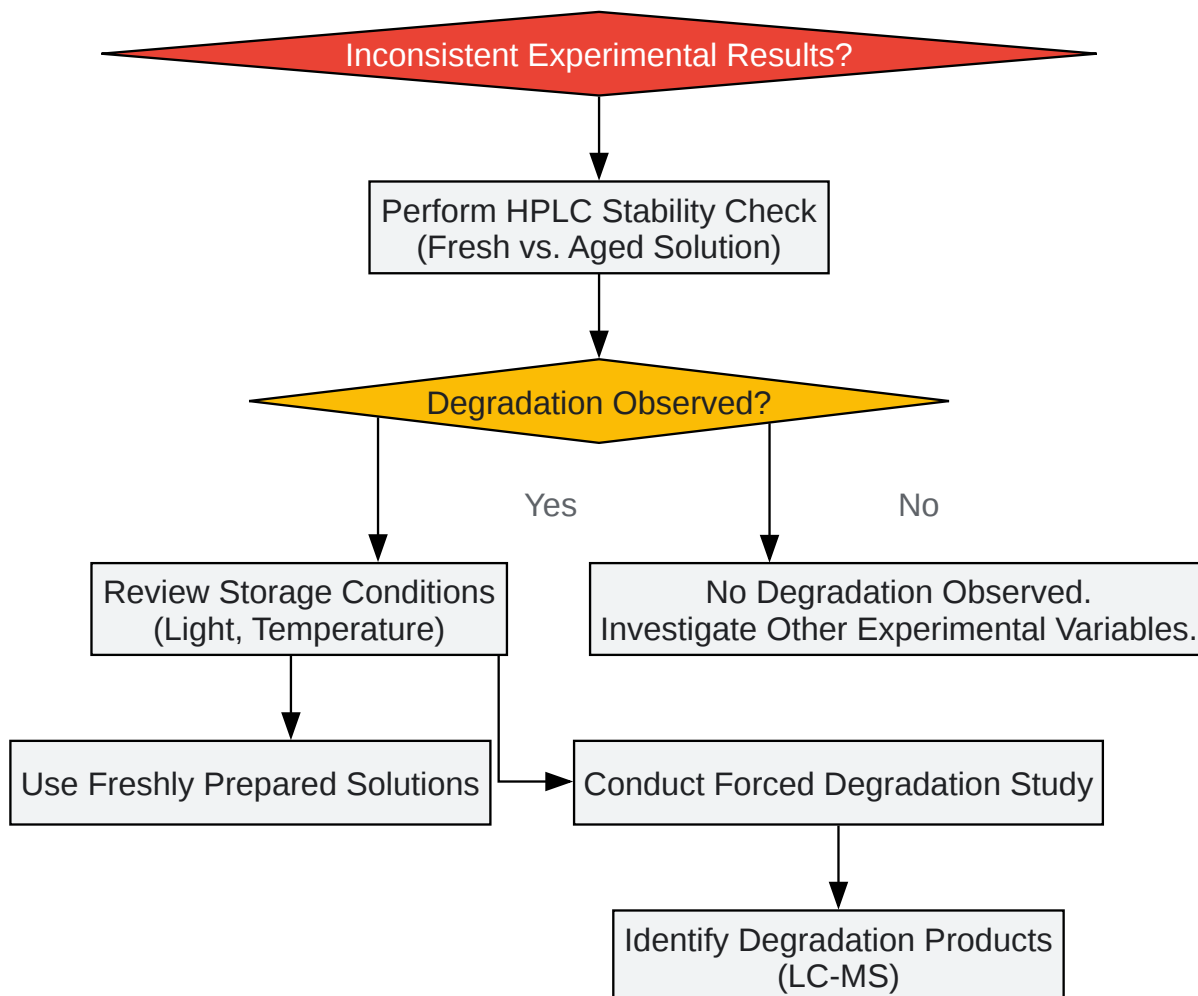 Inconsistent Experimental Results?
Perform HPLC Stability Check
(Fresh vs. Aged Solution)
Degradation Observed?
Yes
No
Review Storage Conditions
(Light, Temperature)
No Degradation Observed.
Investigate Other Experimental Variables.
Use Freshly Prepared Solutions
Conduct Forced Degradation Study
Identify Degradation Products
(LC-MS)